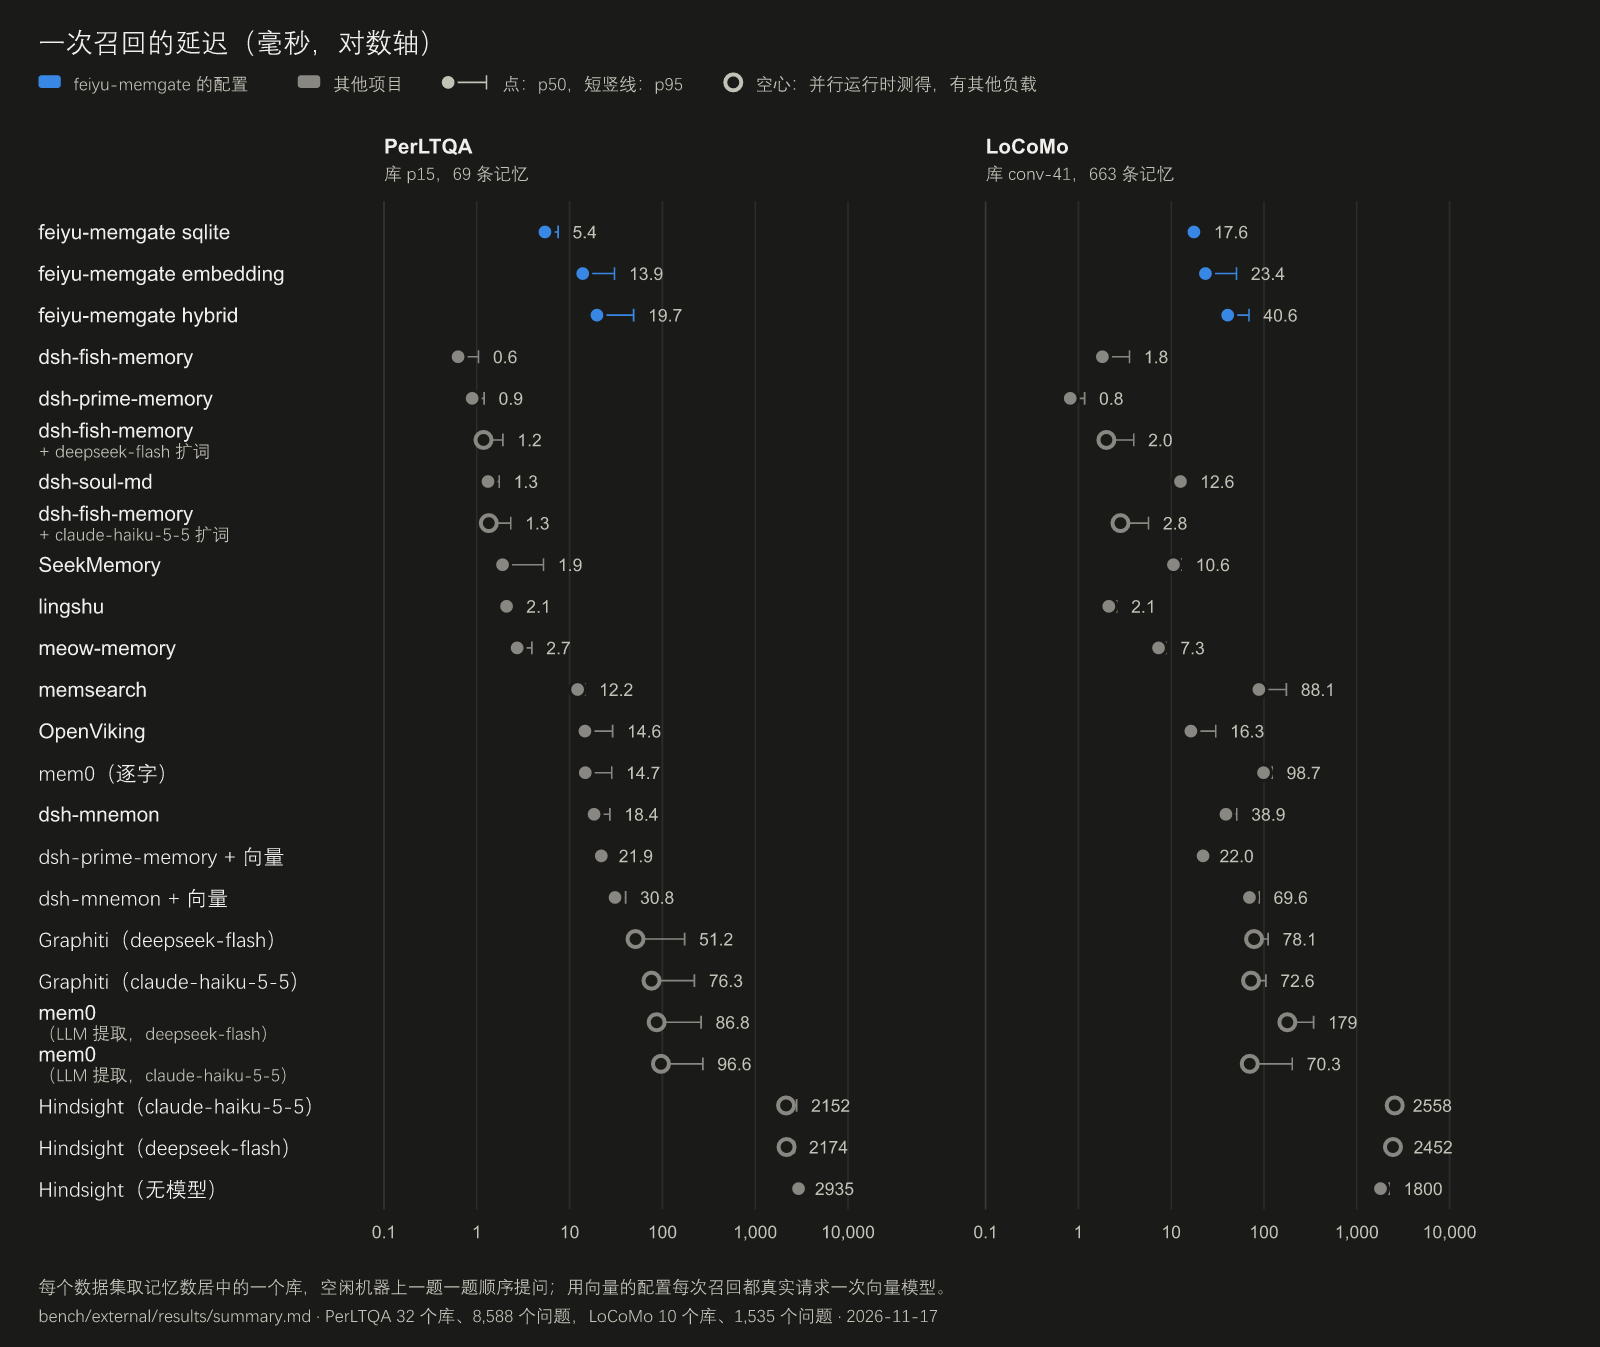 一次召回的延迟（毫秒，对数轴）
feiyu-memgate 的配置 其他项目 点：p50，短竖线：p95 空心：并行运行时测得，有其他负载
PerLTQA LoCoMo
库 p15，69 条记忆 库 conv-41，663 条记忆
feiyu-memgate sqlite 5.4 17.6
feiyu-memgate embedding 13.9 23.4
feiyu-memgate hybrid 19.7 40.6
dsh-fish-memory 0.6 1.8
dsh-prime-memory 0.9 0.8
dsh-fish-memory 1.2 2.0
+ deepseek-flash 扩词
dsh-soul-md 1.3 12.6
dsh-fish-memory 1.3 2.8
+ claude-haiku-5-5 扩词
SeekMemory 1.9 10.6
lingshu 2.1 2.1
meow-memory 2.7 7.3
memsearch 12.2 88.1
OpenViking 14.6 16.3
mem0（逐字） 14.7 98.7
dsh-mnemon 18.4 38.9
dsh-prime-memory + 向量 21.9 22.0
dsh-mnemon + 向量 30.8 69.6
Graphiti（deepseek-flash） 51.2 78.1
Graphiti（claude-haiku-5-5） 76.3 72.6
mem0 86.8 179
（LLM 提取，deepseek-flash）
mem0 96.6 70.3
（LLM 提取，claude-haiku-5-5）
Hindsight（claude-haiku-5-5） 2152 2558
Hindsight（deepseek-flash） 2174 2452
Hindsight（无模型） 2935 1800
0.1 1 10 100 1,000 10,000 0.1 1 10 100 1,000 10,000
每个数据集取记忆数居中的一个库，空闲机器上一题一题顺序提问；用向量的配置每次召回都真实请求一次向量模型。
bench/external/results/summary.md · PerLTQA 32 个库、8,588 个问题，LoCoMo 10 个库、1,535 个问题 · 2026-11-17